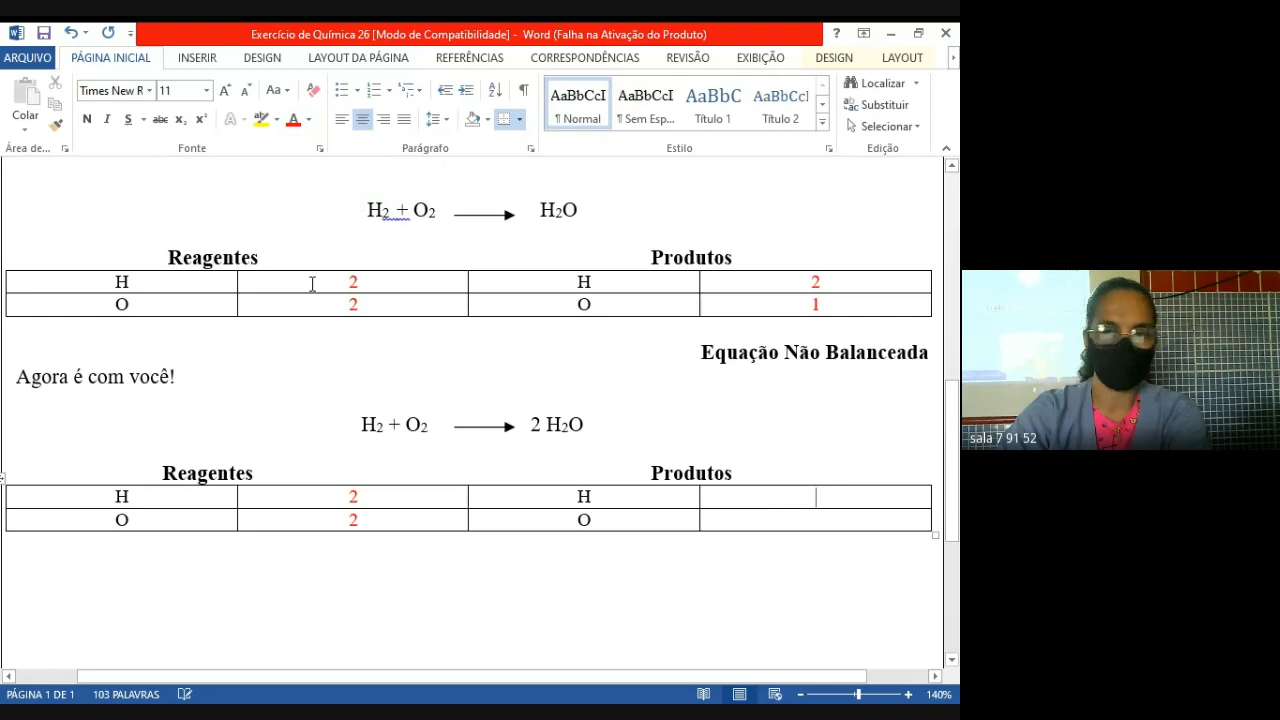 Exercício de Química 26 [Modo de Compatibilidade] - Word (Falha na Ativação do Produto)
ARQUIVO PÁGINA INICIAL INSERIR DESIGN LAYOUT DA PÁGINA REFERÊNCIAS CORRESPONDÊNCIAS REVISÃO EXIBIÇÃO DESIGN LAYOUT
Colar
Times New R 11
N I S abc x₂ x²
Área de...
Fonte
Parágrafo
AaBbCcI AaBbCcI AaBbC AaBbCcl
¶ Normal ¶ Sem Esp... Título 1 Título 2
Estilo
Localizar
Substituir
Selecionar
Edição
H₂ + O₂ → H₂O
Reagentes Produtos
H 2 H 2
O 2 O 1
Equação Não Balanceada
Agora é com você!
H₂ + O₂ → 2 H₂O
Reagentes Produtos
H 2 H
O 2 O
PÁGINA 1 DE 1 103 PALAVRAS 140%
sala 7 91 52